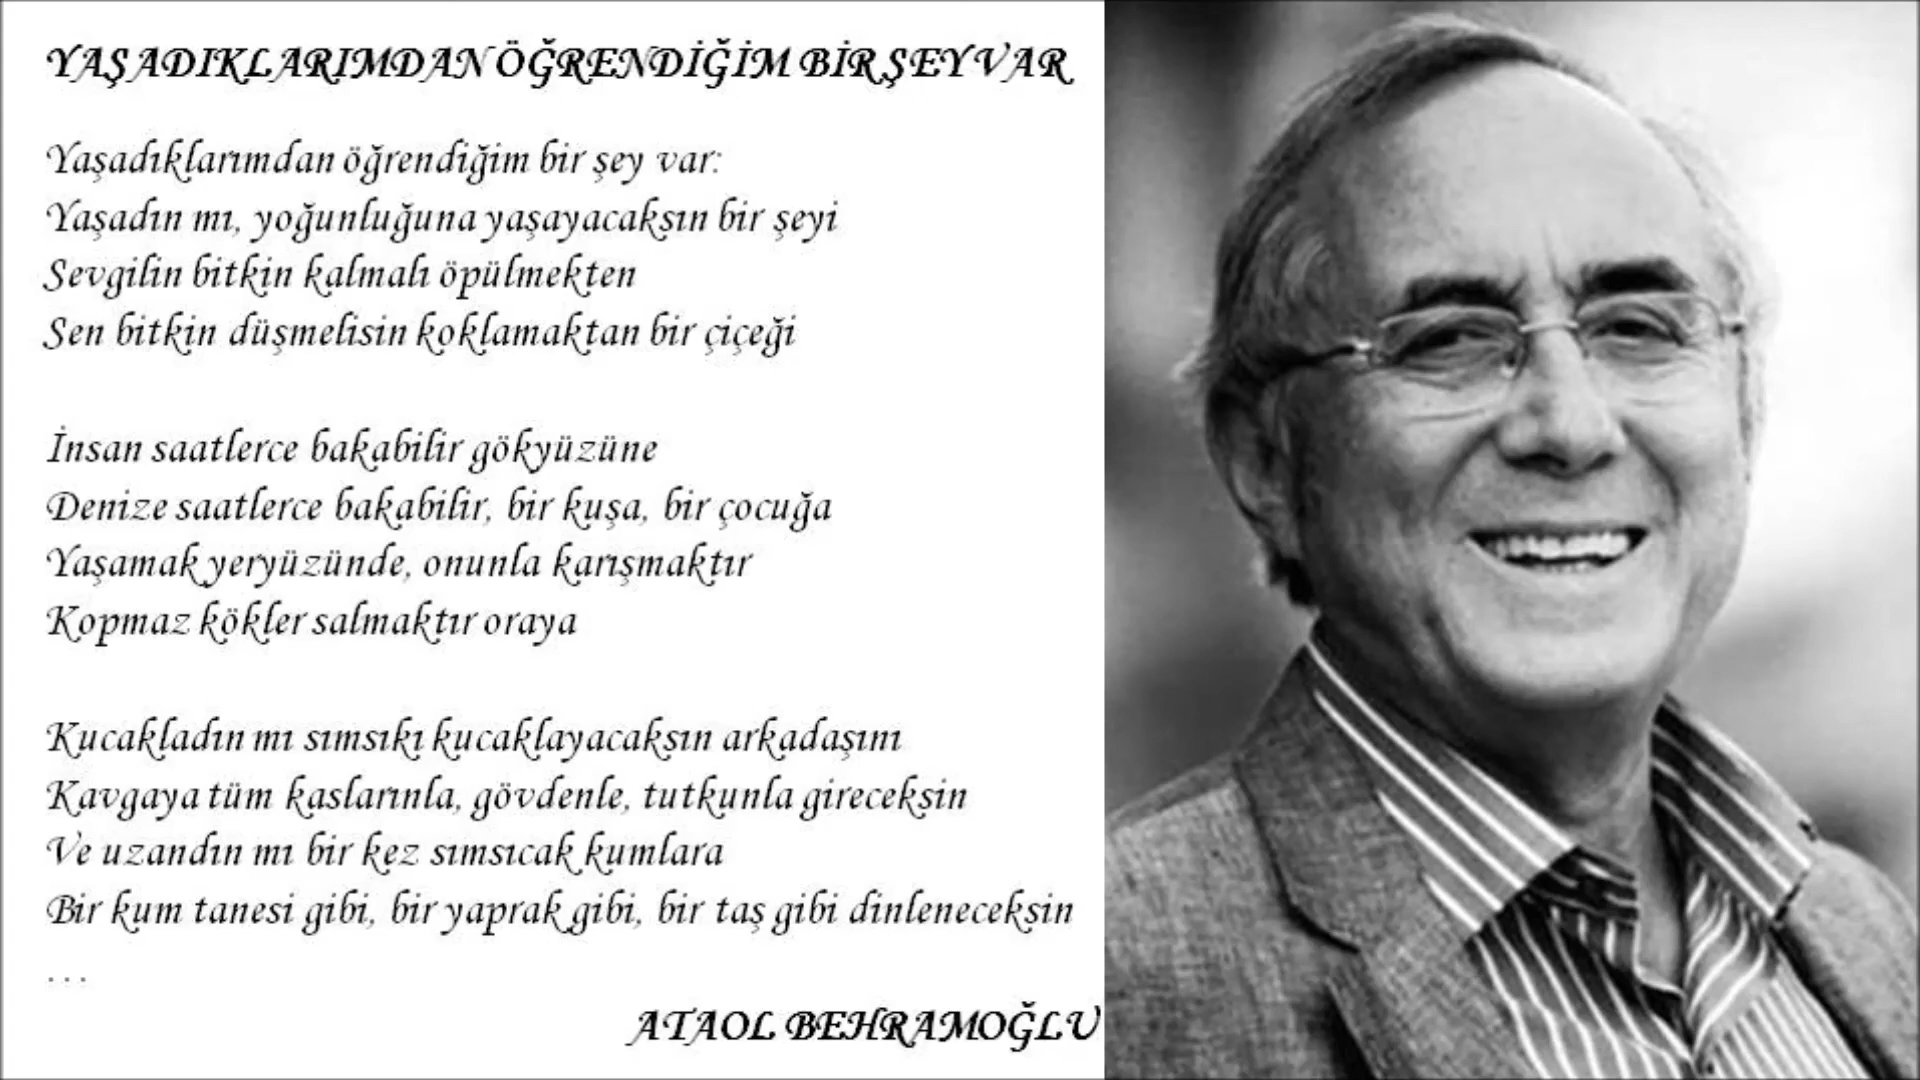 YAŞADIKLARIMDAN ÖĞRENDİĞİM BİR ŞEY VAR
Yaşadıklarımdan öğrendiğim bir şey var:
Yaşadın mı, yoğunluğuna yaşayacaksın bir şeyi
Sevgilin bitkin kalmalı öpülmekten
Sen bitkin düşmelisin koklamaktan bir çiçeği
İnsan saatlerce bakabilir gökyüzüne
Denize saatlerce bakabilir, bir kuşa, bir çocuğa
Yaşamak yeryüzünde, onunla karışmaktır
Kopmaz kökler salmaktır oraya
Kucakladın mı sımsıkı kucaklayacaksın arkadaşını
Kavgaya tüm kaslarınla, gövdenle, tutkunla gireceksin
Ve uzandın mı bir kez sımsıcak kumlara
Bir kum tanesi gibi, bir yaprak gibi, bir taş gibi dinleneceksin
...
ATAOL BEHRAMOĞLU